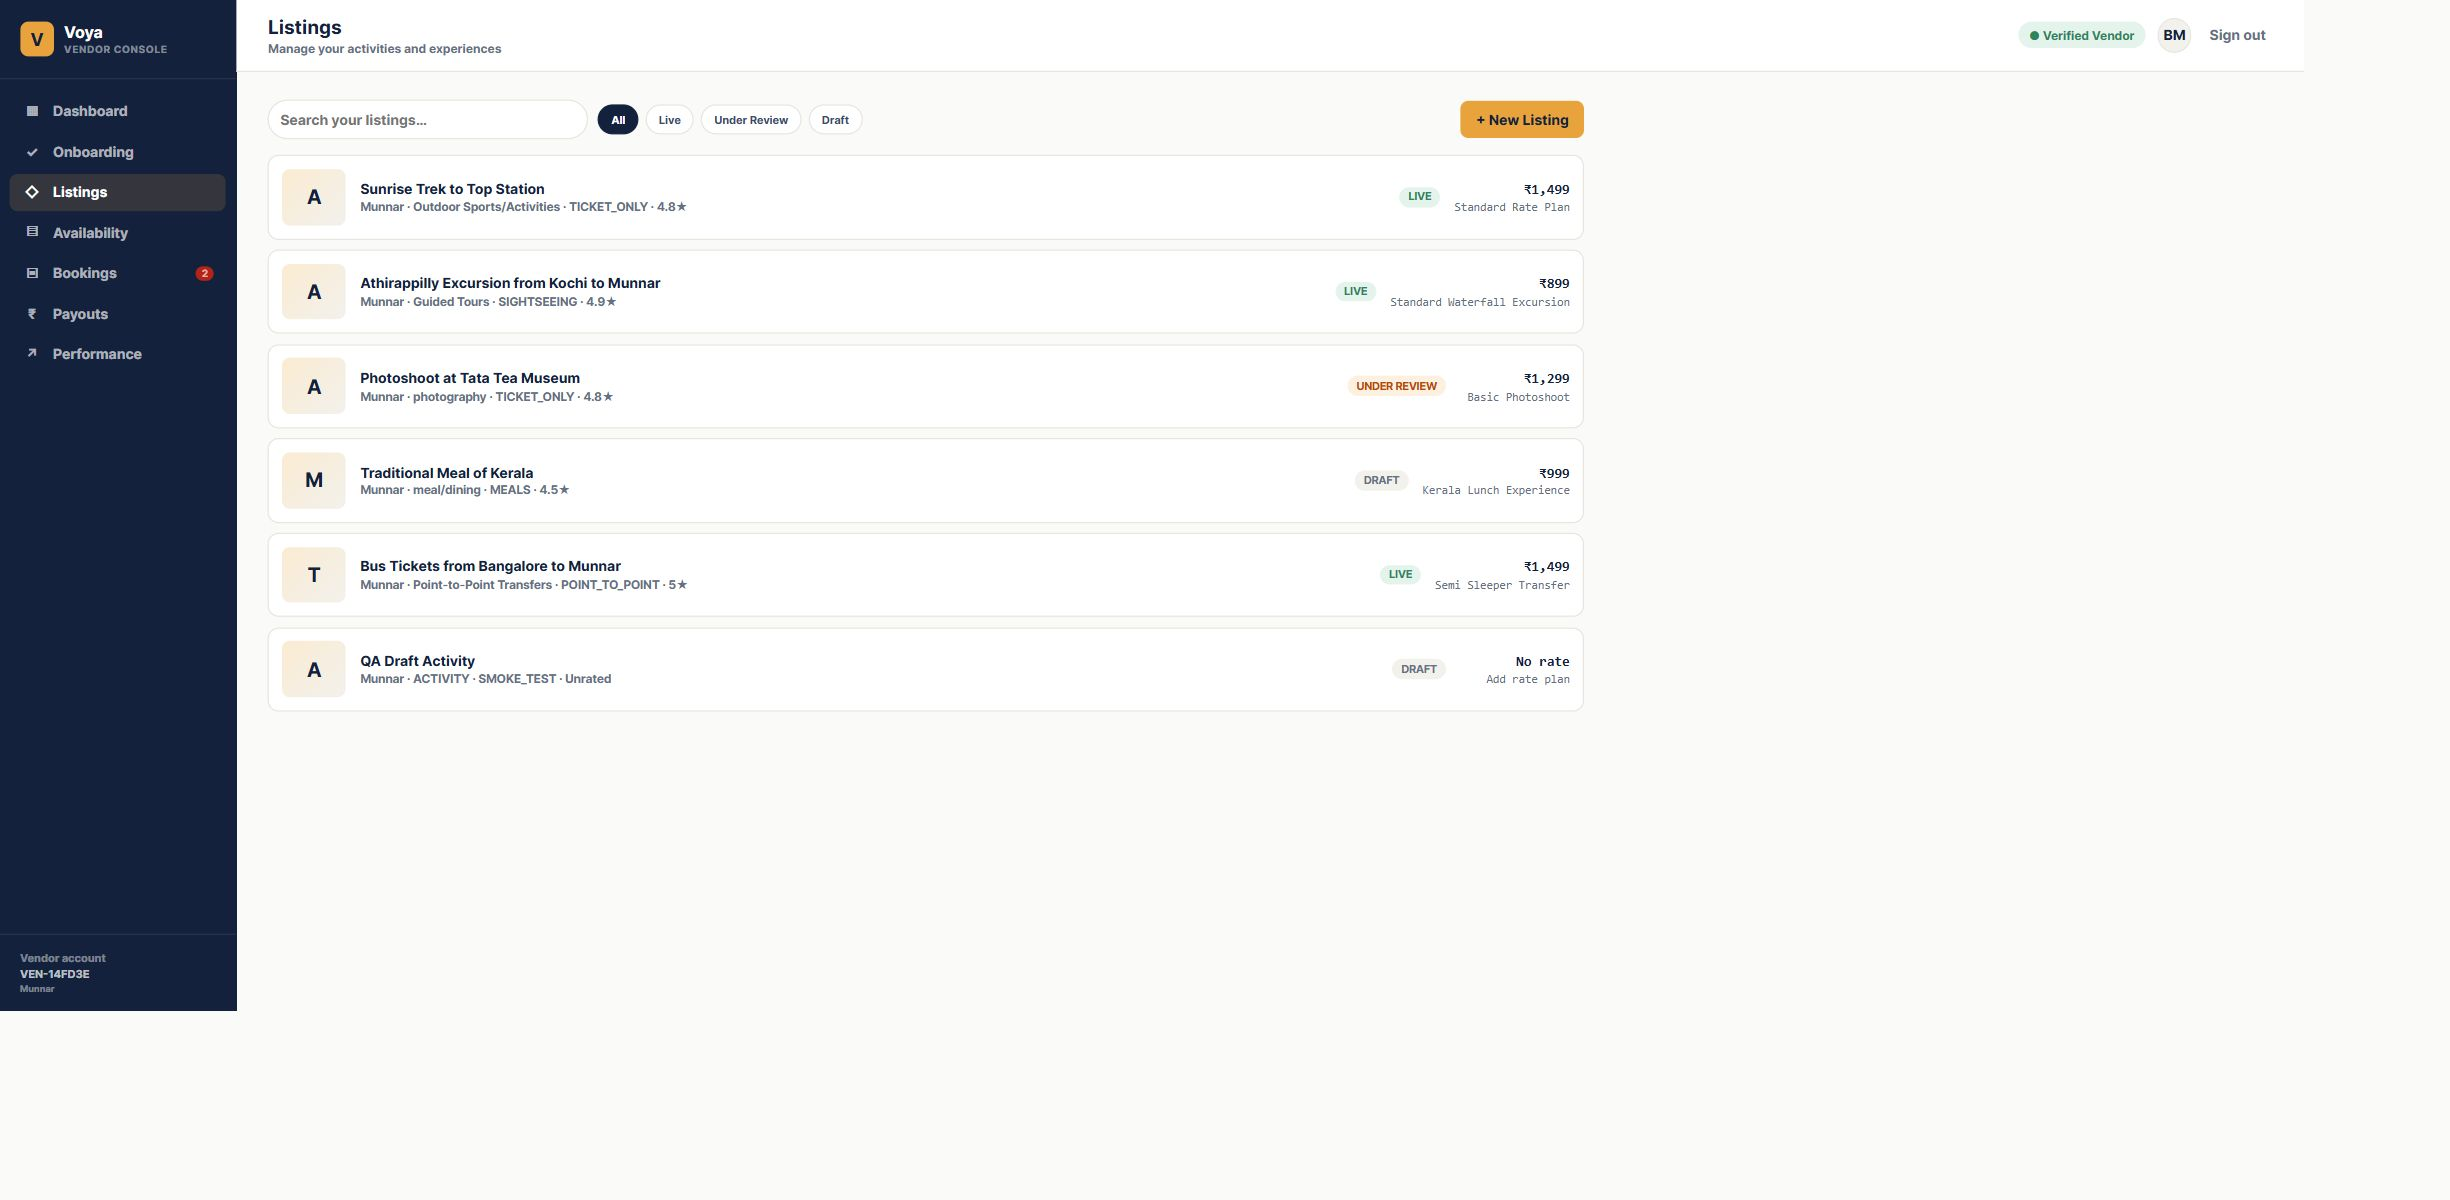 V
Voya
VENDOR CONSOLE
Dashboard
Onboarding
Listings
Availability
Bookings 2
₹ Payouts
Performance
Vendor account
VEN-14FD3E
Munnar
Listings
Manage your activities and experiences
Verified Vendor BM Sign out
Search your listings... All Live Under Review Draft + New Listing
A
Sunrise Trek to Top Station
Munnar · Outdoor Sports/Activities · TICKET_ONLY · 4.8★
LIVE
₹1,499
Standard Rate Plan
A
Athirappilly Excursion from Kochi to Munnar
Munnar · Guided Tours · SIGHTSEEING · 4.9★
LIVE
₹899
Standard Waterfall Excursion
A
Photoshoot at Tata Tea Museum
Munnar · photography · TICKET_ONLY · 4.8★
UNDER REVIEW
₹1,299
Basic Photoshoot
M
Traditional Meal of Kerala
Munnar · meal/dining · MEALS · 4.5★
DRAFT
₹999
Kerala Lunch Experience
T
Bus Tickets from Bangalore to Munnar
Munnar · Point-to-Point Transfers · POINT_TO_POINT · 5★
LIVE
₹1,499
Semi Sleeper Transfer
A
QA Draft Activity
Munnar · ACTIVITY · SMOKE_TEST · Unrated
DRAFT
No rate
Add rate plan